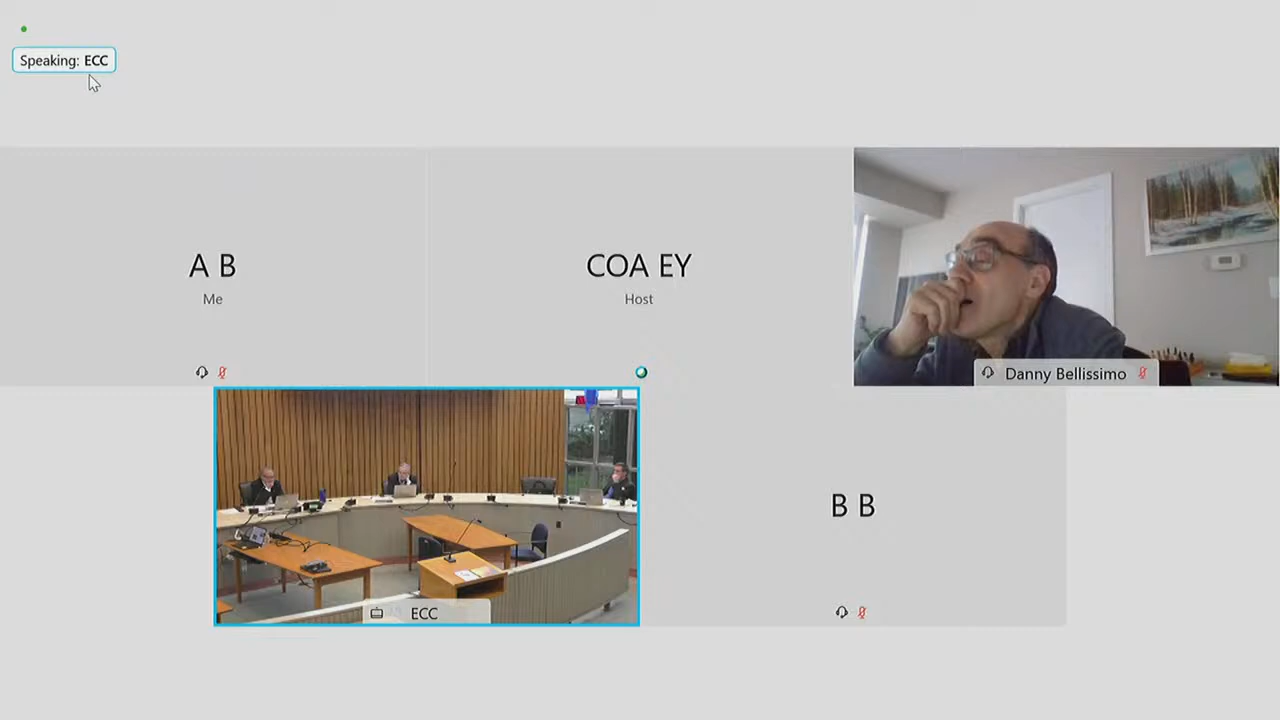 Speaking: ECC
A B
Me
COA EY
Host
Danny Bellissimo
ECC
B B